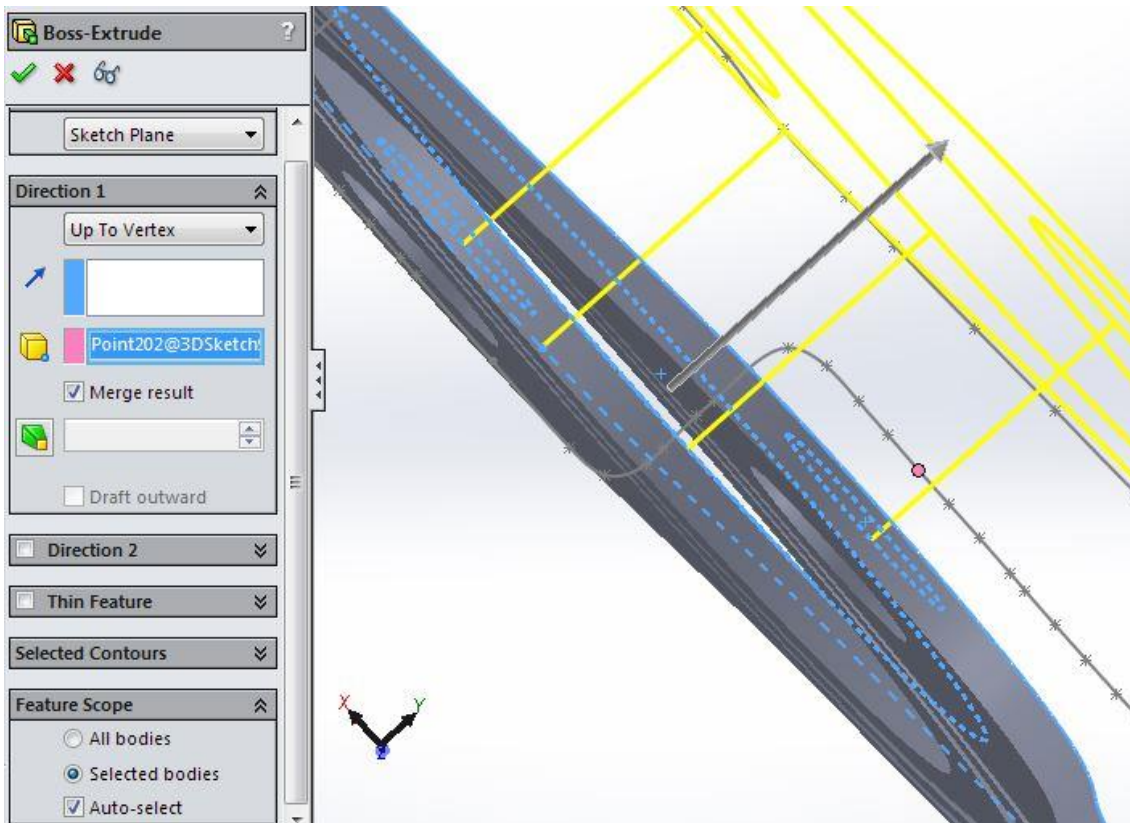 Boss-Extrude
?
Sketch Plane
Direction 1
Up To Vertex
Point202@3DSketch
Merge result
Draft outward
Direction 2
Thin Feature
Selected Contours
Feature Scope
All bodies
Selected bodies
Auto-select
X
Y